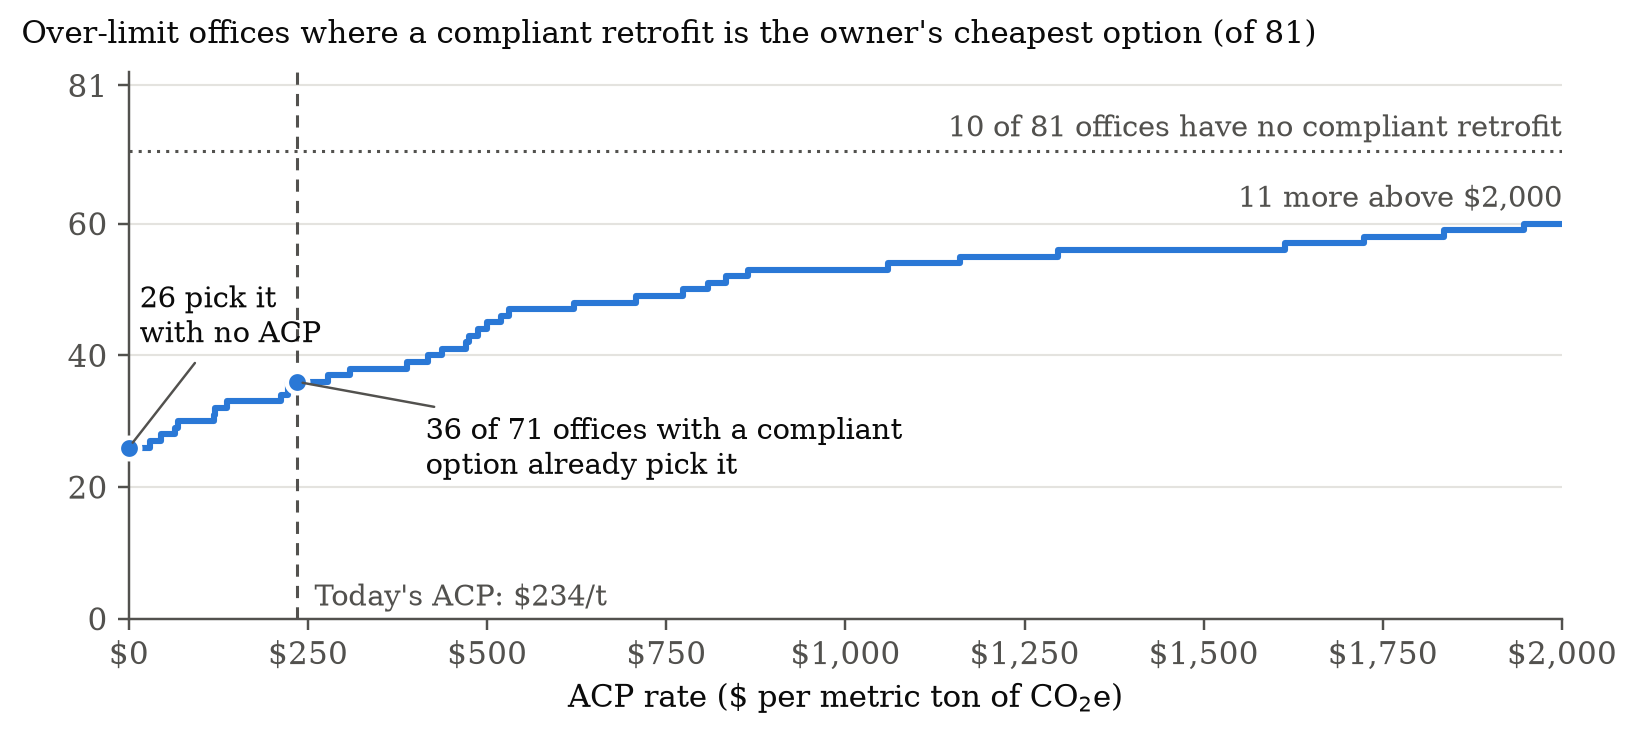 Over-limit offices where a compliant retrofit is the owner's cheapest option (of 81)
81
10 of 81 offices have no compliant retrofit
11 more above $2,000
60
26 pick it
with no ACP
40
36 of 71 offices with a compliant
option already pick it
20
Today's ACP: $234/t
0
$0 $250 $500 $750 $1,000 $1,250 $1,500 $1,750 $2,000
ACP rate ($ per metric ton of CO₂e)